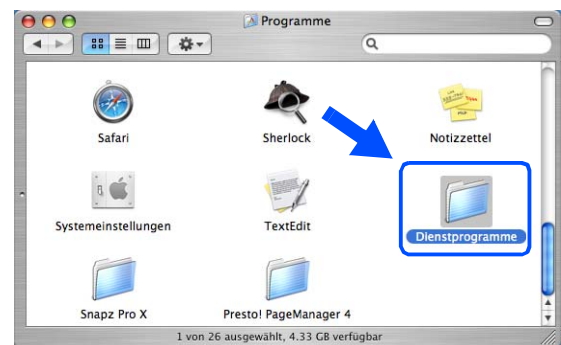 Programme
Safari
Sherlock
Notizzettel
Systemeinstellungen
TextEdit
Dienstprogramme
Snapz Pro X
Presto! PageManager 4
1 von 26 ausgewählt, 4.33 GB verfügbar